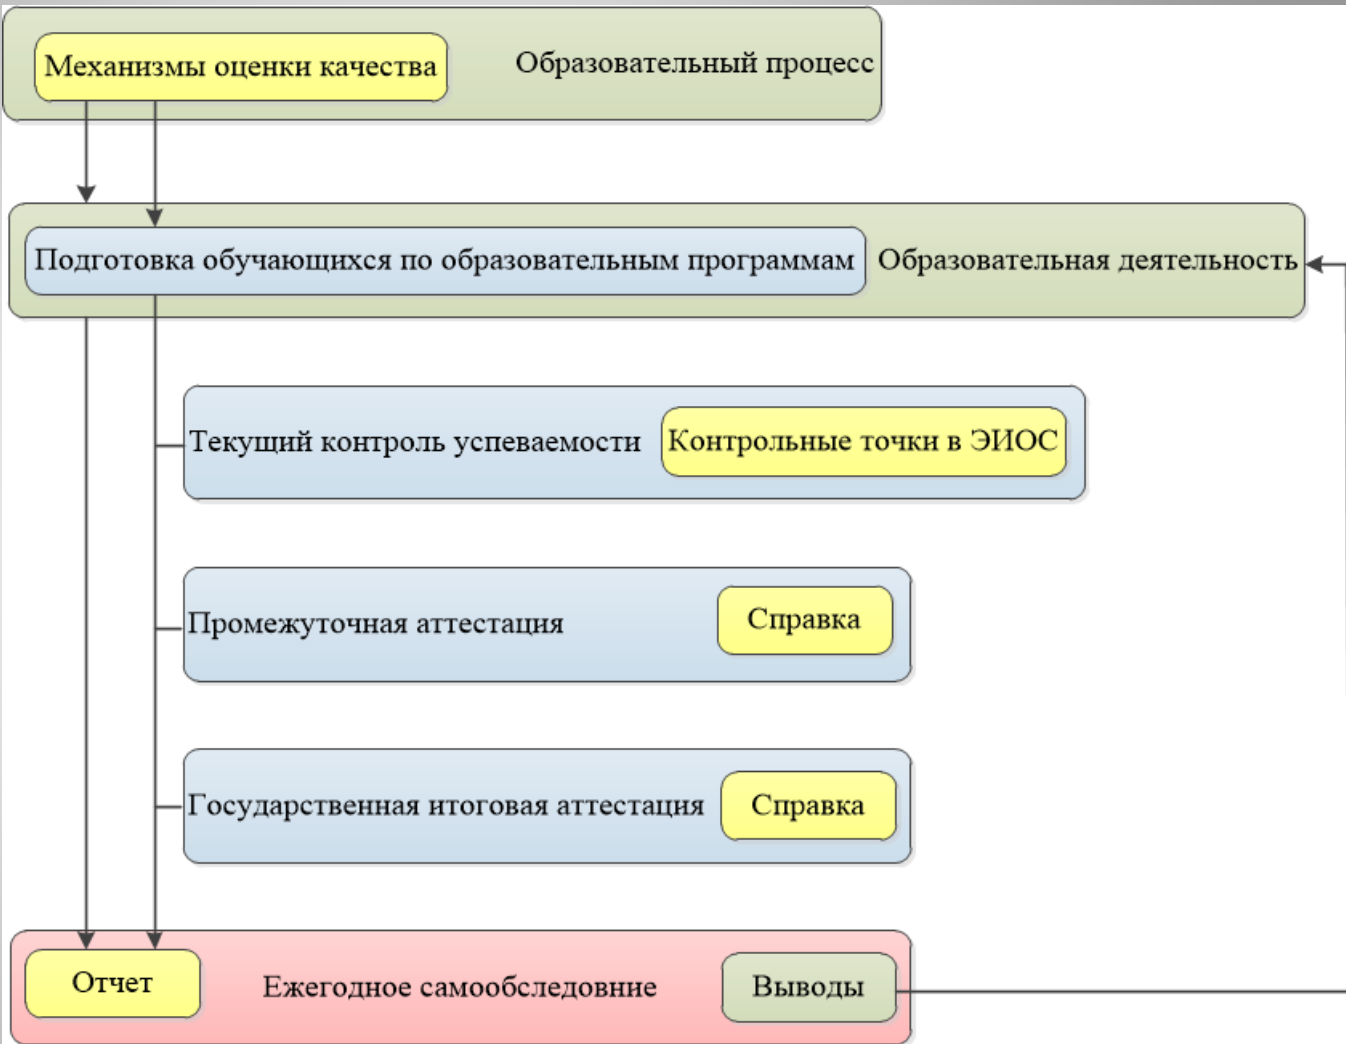 Механизмы оценки качества
Образовательный процесс
Подготовка обучающихся по образовательным программам
Образовательная деятельность
Текущий контроль успеваемости
Контрольные точки в ЭИОС
Промежуточная аттестация
Справка
Государственная итоговая аттестация
Справка
Отчет
Ежегодное самообследовние
Выводы